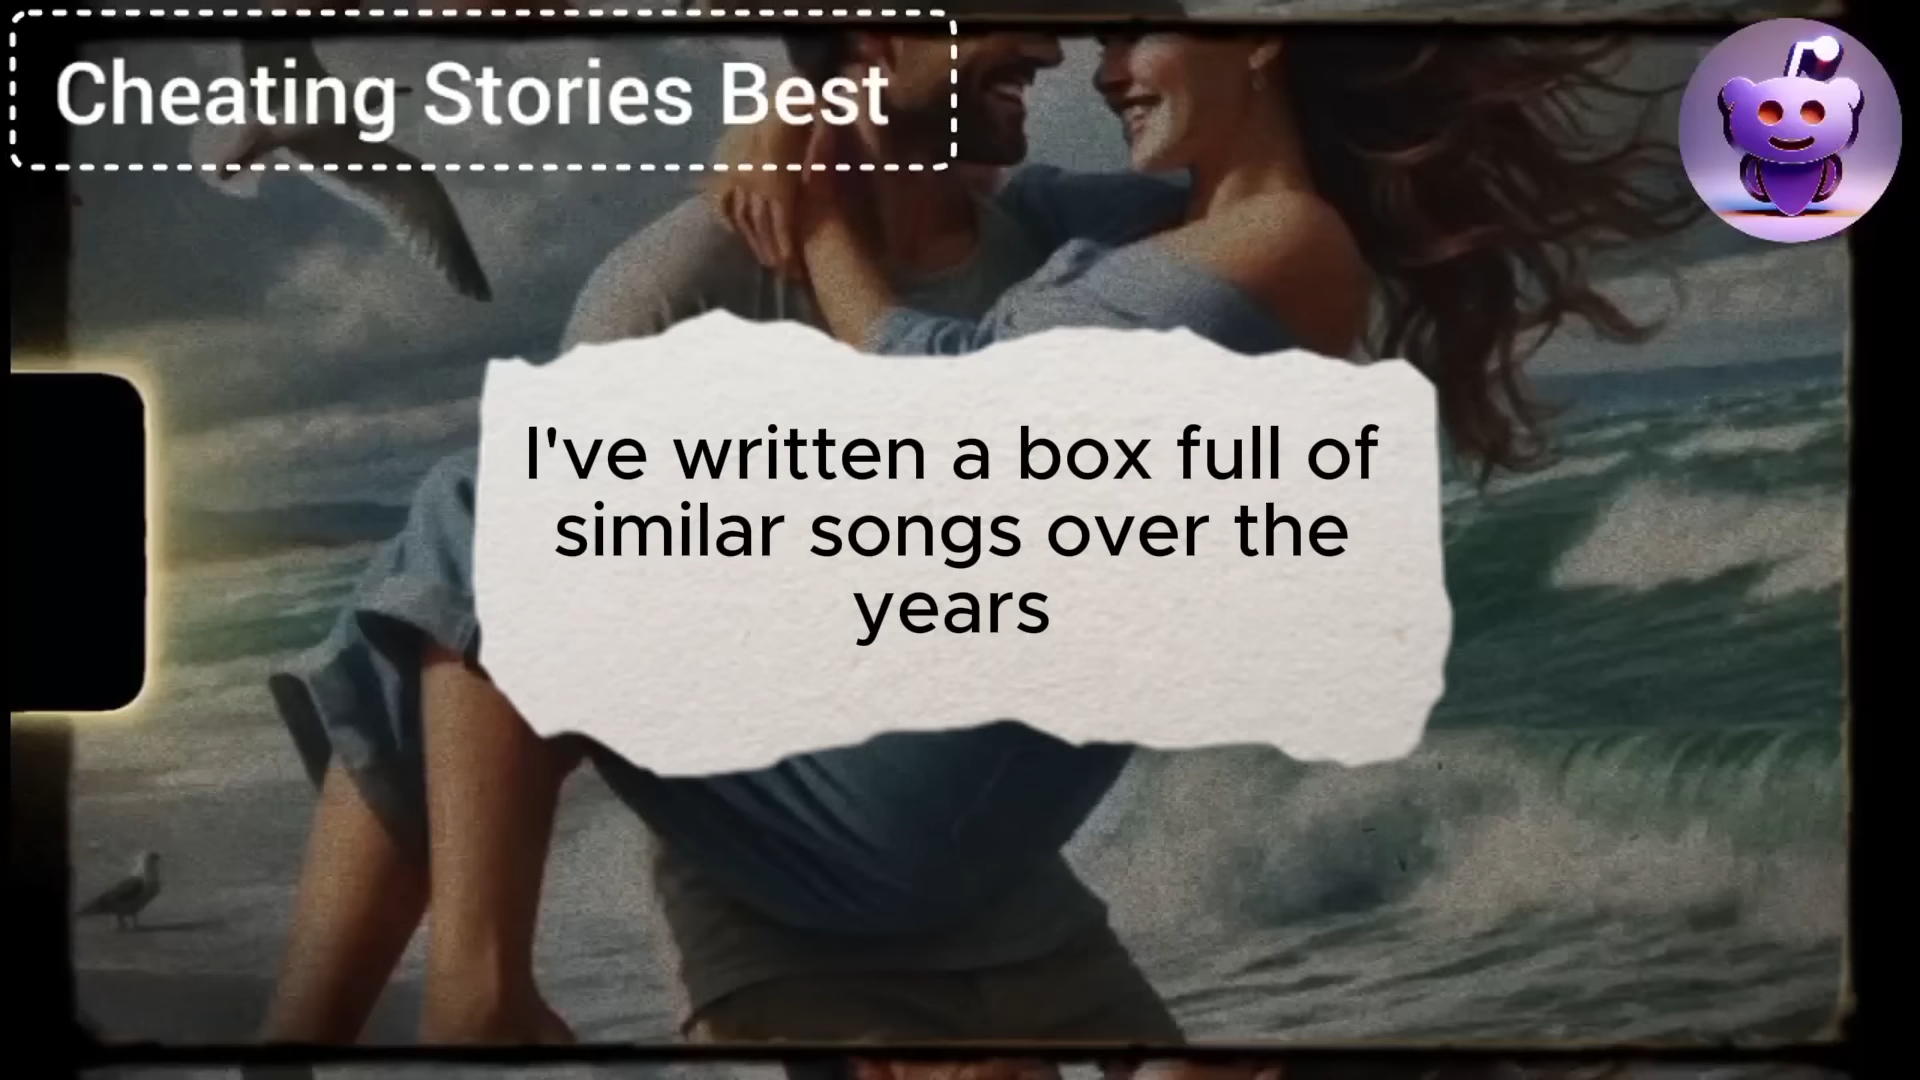 Cheating Stories Best
I've written a box full of
similar songs over the
years